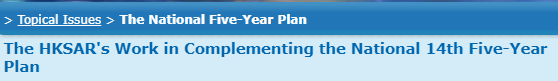 > Topical Issues > The National Five-Year Plan
The HKSAR's Work in Complementing the National 14th Five-Year
Plan